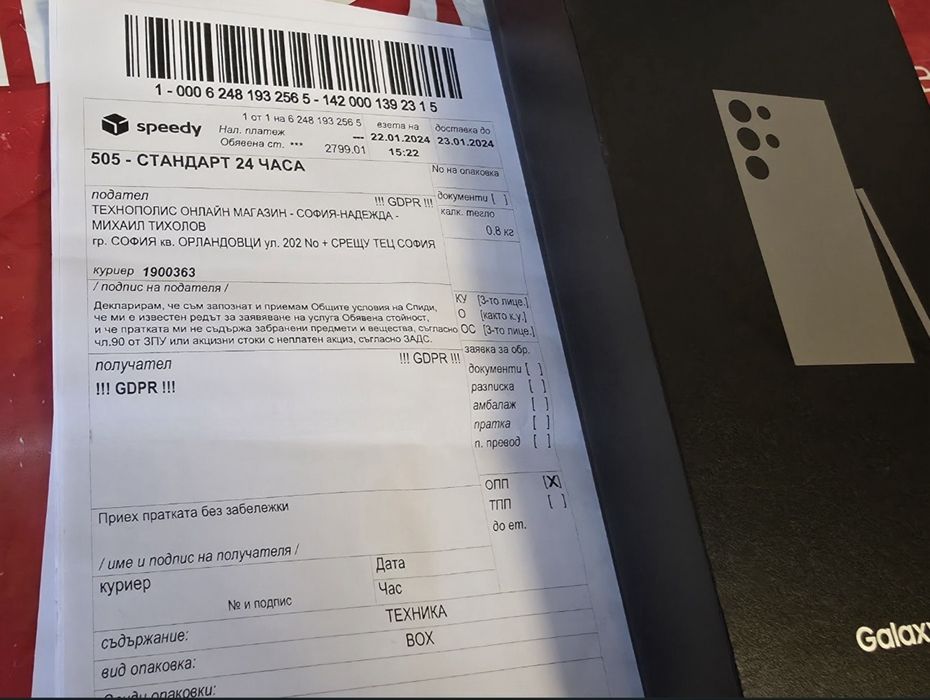 1 - 000 6 248 193 256 5 - 142 000 139 23 1 5
speedy
1 от 1 на 6 248 193 256 5
Нал. платеж ---
Обявена ст. *** 2799.01
взета на
22.01.2024
15:22
доставка до
23.01.2024
505 - СТАНДАРТ 24 ЧАСА
No на опаковка
подател !!! GDPR !!!
документи [ ]
ТЕХНОПОЛИС ОНЛАЙН МАГАЗИН - СОФИЯ-НАДЕЖДА -
МИХАИЛ ТИХОЛОВ
гр. СОФИЯ кв. ОРЛАНДОВЦИ ул. 202 No + СРЕЩУ ТЕЦ СОФИЯ
калк. тегло
0.8 кг
куриер 1900363
/ подпис на подателя /
Декларирам, че съм запознат и приемам Общите условия на Спиди,
че ми е известен редът за заявяване на услуга Обявена стойност,
и че пратката ми не съдържа забранени предмети и вещества, съгласно
чл.90 от ЗПУ или акцизни стоки с неплатен акциз, съгласно ЗАДС.
КУ [3-то лице.]
О [както к.у.]
ОС [3-то лице.]
получател !!! GDPR !!!
!!! GDPR !!!
заявка за обр.
документи [ ]
разписка [ ]
амбалаж [ ]
пратка [ ]
п. превод [ ]
ОПП [X]
ТПП [ ]
до ет.
Приех пратката без забележки
/ име и подпис на получателя /
куриер
№ и подпис
Дата
Час
съдържание: ТЕХНИКА
вид опаковка: BOX
опаковки:
Galaxy